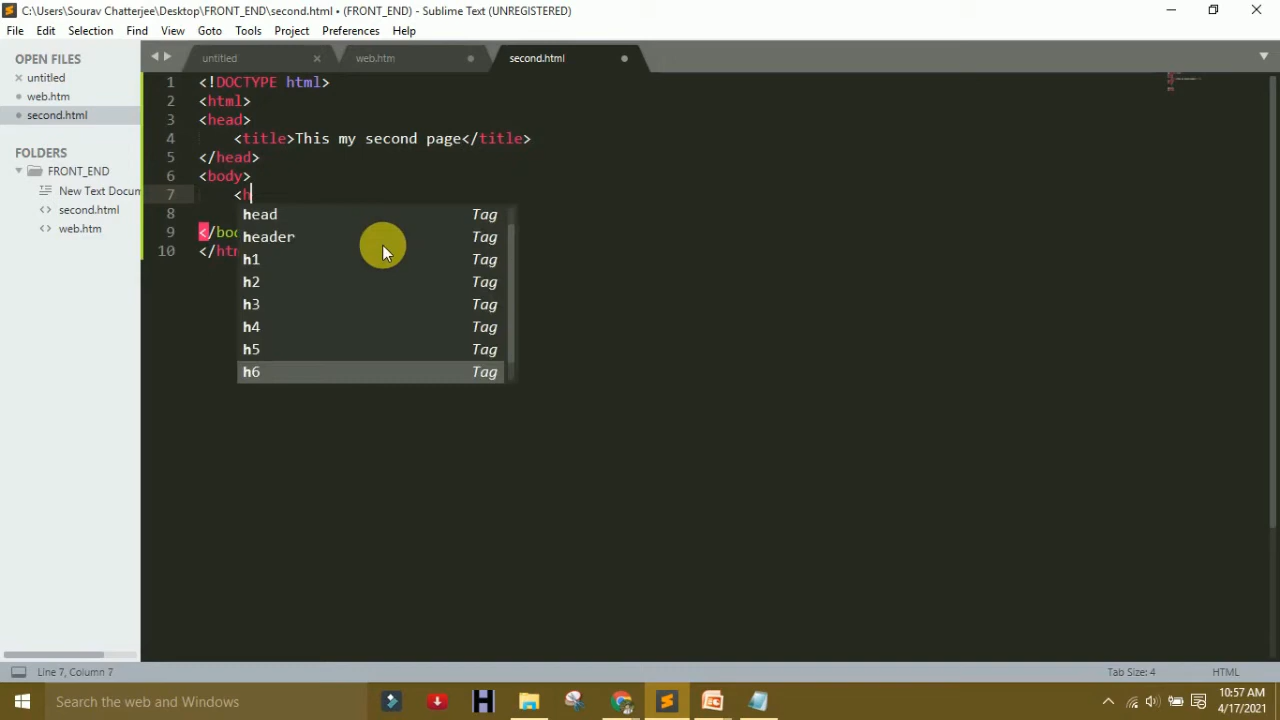 C:\Users\Sourav Chatterjee\Desktop\FRONT_END\second.html • (FRONT_END) - Sublime Text (UNREGISTERED)
File Edit Selection Find View Goto Tools Project Preferences Help
OPEN FILES
untitled
web.htm
second.html
FOLDERS
FRONT_END
New Text Docum
second.html
web.htm
untitled
web.htm
second.html
1 <!DOCTYPE html>
2 <html>
3 <head>
4 <title>This my second page</title>
5 </head>
6 <body>
7 <h
8
9 </bod
10 </htm
head Tag
header Tag
h1 Tag
h2 Tag
h3 Tag
h4 Tag
h5 Tag
h6 Tag
Line 7, Column 7
Tab Size: 4
HTML
Search the web and Windows
10:57 AM
4/17/2021